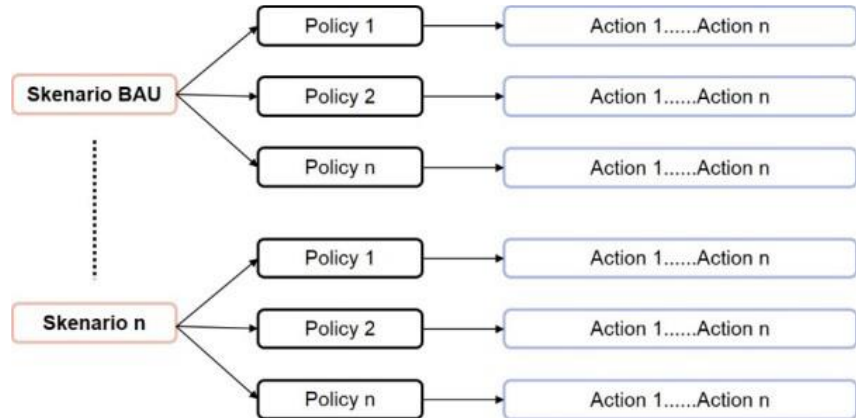 Policy 1
Action 1......Action n
Skenario BAU
Policy 2
Action 1......Action n
Policy n
Action 1......Action n
Policy 1
Action 1......Action n
Skenario n
Policy 2
Action 1......Action n
Policy n
Action 1......Action n